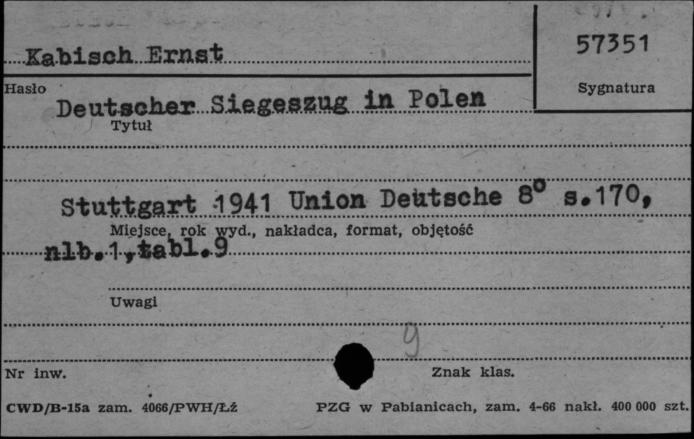 Kabisch Ernst
57351
Hasło
Sygnatura
Deutscher Siegeszug in Polen
Tytuł
Stuttgart 1941 Union Deutsche 8° s.170,
Miejsce, rok wyd., nakładca, format, objętość
nlb.1,tabl.9
Uwagi
9
Nr inw.
Znak klas.
CWD/B-15a zam. 4066/PWH/Łź
PZG w Pabianicach, zam. 4-66 nakł. 400 000 szt.